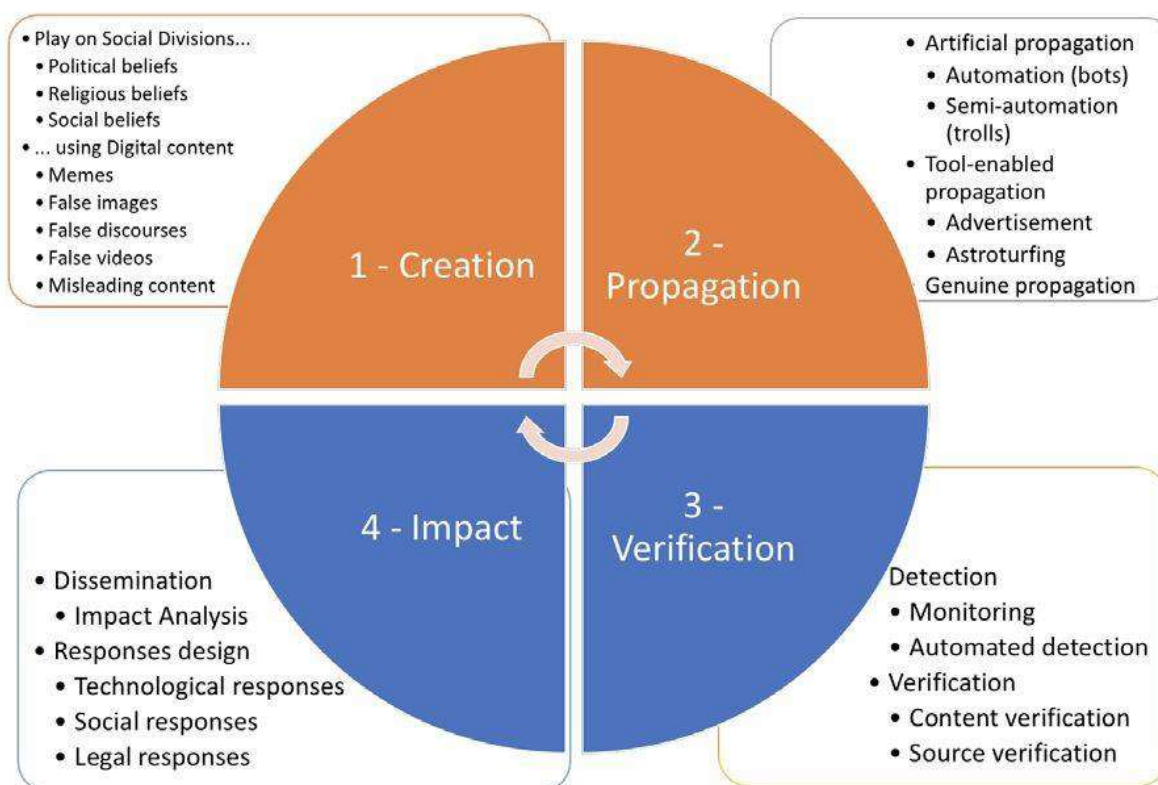 • Play on Social Divisions...
• Political beliefs
• Religious beliefs
• Social beliefs
• ... using Digital content
• Memes
• False images
• False discourses
• False videos
• Misleading content
1 - Creation
2 -
Propagation
• Artificial propagation
• Automation (bots)
• Semi-automation
(trolls)
• Tool-enabled
propagation
• Advertisement
• Astroturfing
• Genuine propagation
4 - Impact
• Dissemination
• Impact Analysis
• Responses design
• Technological responses
• Social responses
• Legal responses
3 -
Verification
Detection
• Monitoring
• Automated detection
• Verification
• Content verification
• Source verification